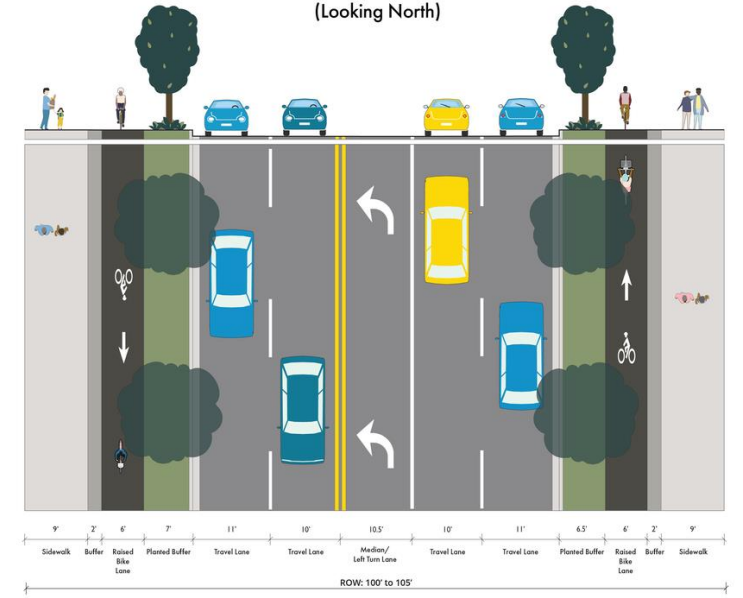 (Looking North)
9' 2' 6' 7' 11' 10' 10.5' 10' 11' 6.5' 6' 2' 9'
Sidewalk Buffer Raised Bike Lane Planted Buffer Travel Lane Travel Lane Median/ Left Turn Lane Travel Lane Travel Lane Planted Buffer Raised Bike Lane Buffer Sidewalk
ROW: 100' to 105'